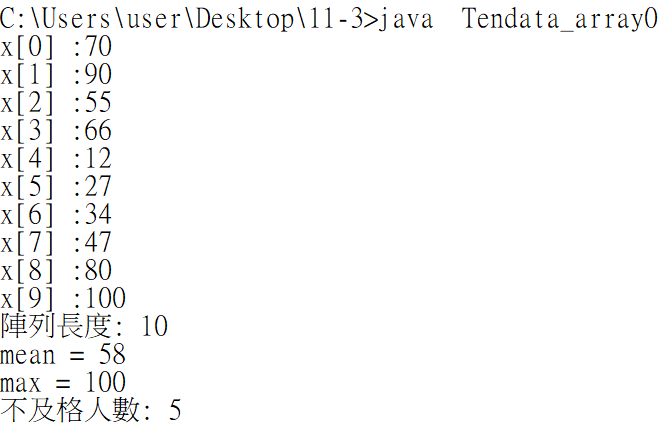 C:\Users\user\Desktop\11-3>java  Tendata_array0
x[0] :70
x[1] :90
x[2] :55
x[3] :66
x[4] :12
x[5] :27
x[6] :34
x[7] :47
x[8] :80
x[9] :100
陣列長度: 10
mean = 58
max = 100
不及格人數: 5